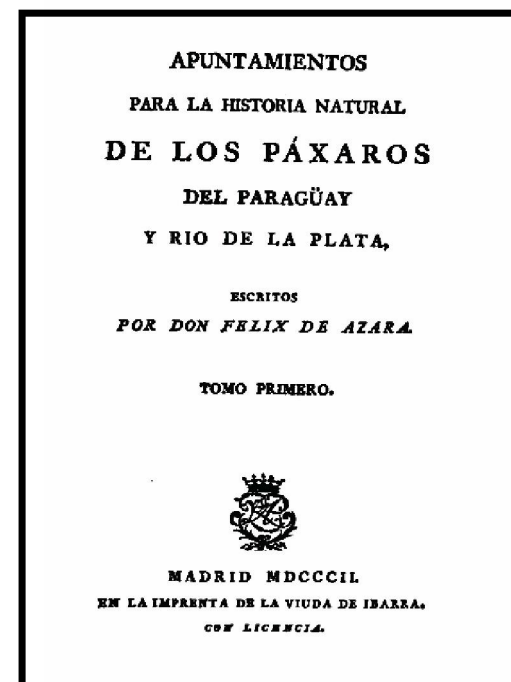 APUNTAMIENTOS
PARA LA HISTORIA NATURAL
DE LOS PÁXAROS
DEL PARAGÜAY
Y RIO DE LA PLATA,
ESCRITOS
POR DON FELIX DE AZARA
TOMO PRIMERO.
MADRID MDCCCII.
EN LA IMPRENTA DE LA VIUDA DE IBARRA.
CON LICENCIA.